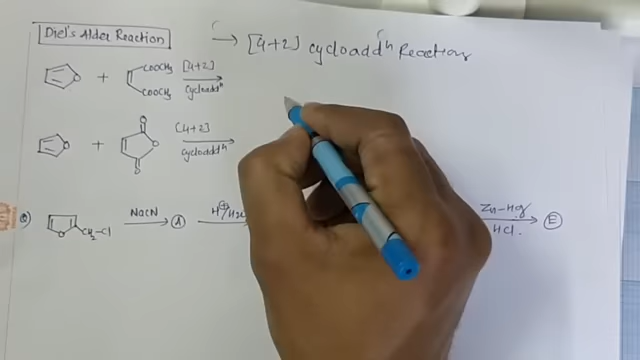 Diel's Alder Reaction → [4+2] cycloaddn Reaction
O + COOCH3 COOCH3 [4+2] cycloaddn
O + O O O [4+2] cycloaddn
O CH2-Cl NaCN → A H⊕/H2 Zn-Hg HCl. → E